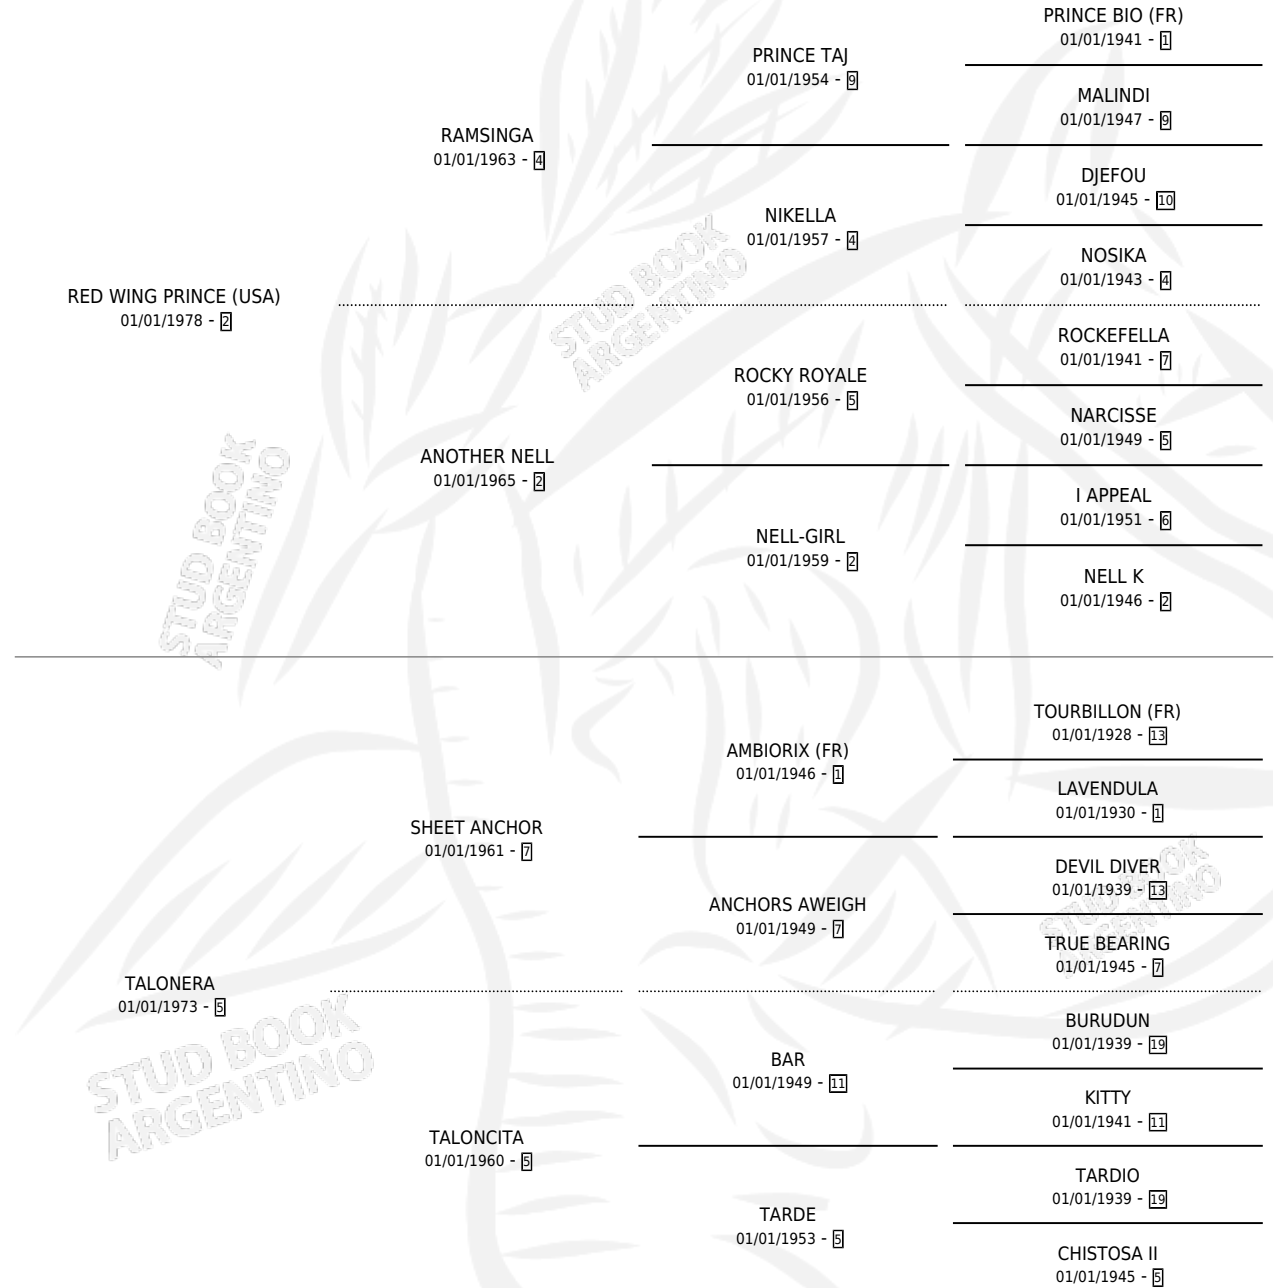 PRINCE BIO (FR)
01/01/1941 - 1
PRINCE TAJ
01/01/1954 - 9
MALINDI
01/01/1947 - 9
RAMSINGA
01/01/1963 - 4
DJEFOU
01/01/1945 - 10
NIKELLA
01/01/1957 - 4
NOSIKA
01/01/1943 - 4
RED WING PRINCE (USA)
01/01/1978 - 2
ROCKEFELLA
01/01/1941 - 7
ROCKY ROYALE
01/01/1956 - 5
NARCISSE
01/01/1949 - 5
ANOTHER NELL
01/01/1965 - 2
I APPEAL
01/01/1951 - 6
NELL-GIRL
01/01/1959 - 2
NELL K
01/01/1946 - 2
STUD BOOK
ARGENTINO
STUD BOOK
ARGENTINO
TOURBILLON (FR)
01/01/1928 - 13
AMBIORIX (FR)
01/01/1946 - 1
LAVENDULA
01/01/1930 - 1
SHEET ANCHOR
01/01/1961 - 7
DEVIL DIVER
01/01/1939 - 13
ANCHORS AWEIGH
01/01/1949 - 7
TRUE BEARING
01/01/1945 - 7
TALONERA
01/01/1973 - 5
BURUDUN
01/01/1939 - 19
BAR
01/01/1949 - 11
KITTY
01/01/1941 - 11
TALONCITA
01/01/1960 - 5
TARDIO
01/01/1939 - 19
TARDE
01/01/1953 - 5
CHISTOSA II
01/01/1945 - 5
STUD BOOK
ARGENTINO
STUD BOOK
ARGENTINO